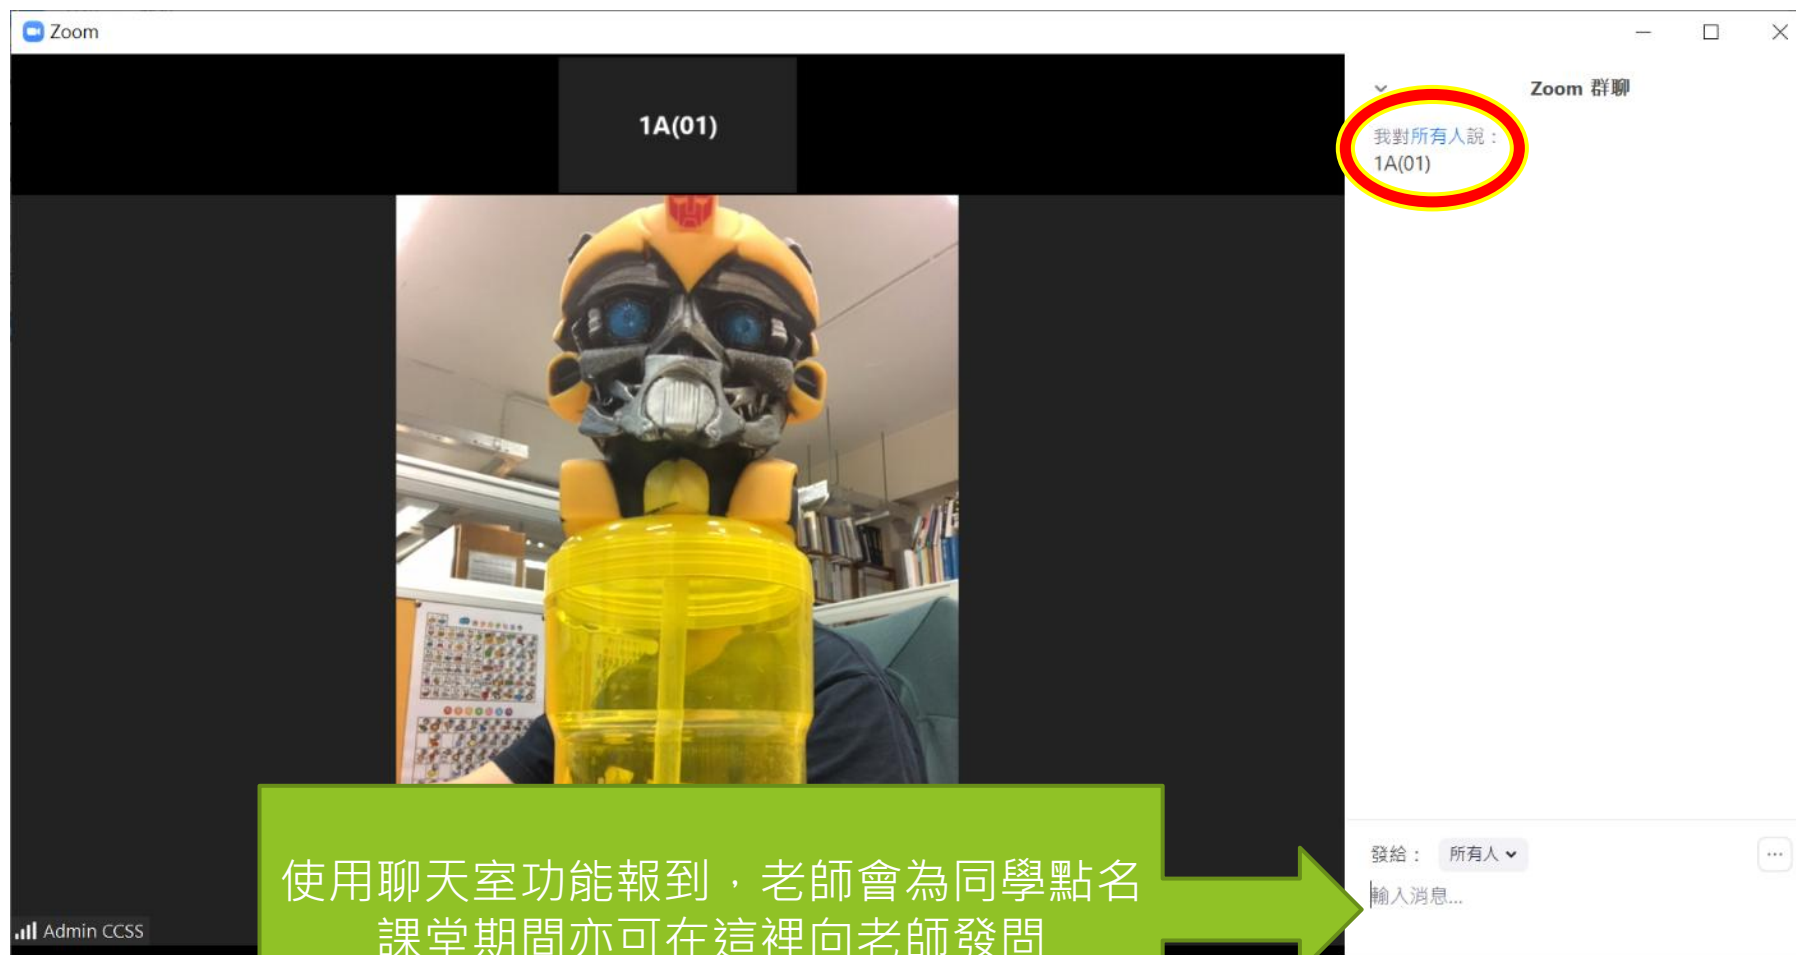 Zoom
1A(01)
Zoom 群聊
我對所有人說：
1A(01)
使用聊天室功能報到，老師會為同學點名
課堂期間亦可在這裡向老師發問
發給： 所有人
輸入消息...
Admin CCSS